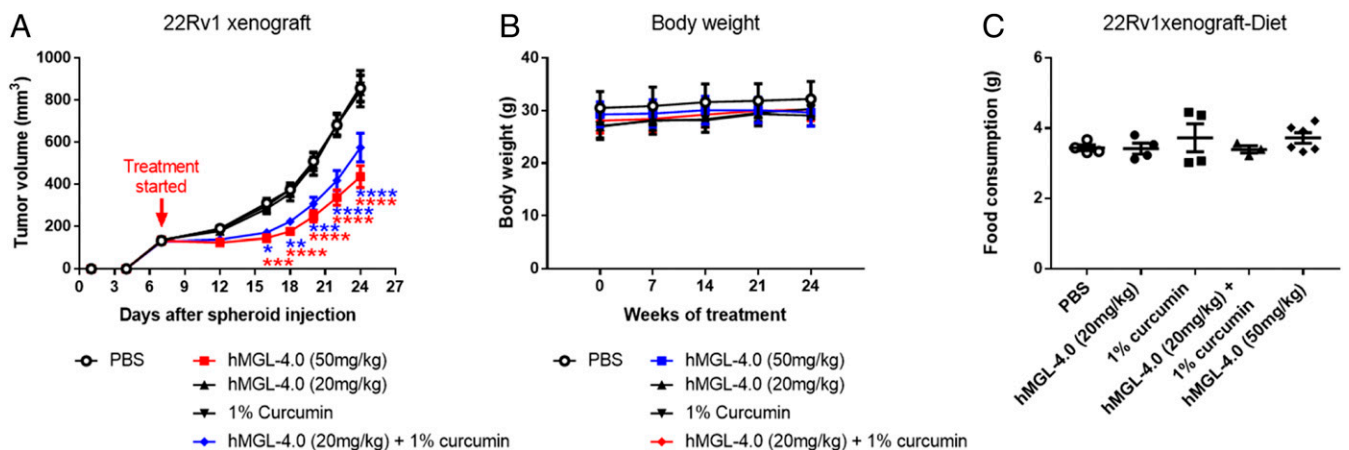 A
22Rv1 xenograft
Tumor volume (mm³)
1000
800
600
400
200
0
Treatment
started
*
***
**
****
***
****
****
****
****
****
0 3 6 9 12 15 18 21 24 27
Days after spheroid injection
PBS
hMGL-4.0 (50mg/kg)
hMGL-4.0 (20mg/kg)
1% Curcumin
hMGL-4.0 (20mg/kg) + 1% curcumin
B
Body weight
Body weight (g)
40
30
20
10
0
0 7 14 21 24
Weeks of treatment
PBS
hMGL-4.0 (50mg/kg)
hMGL-4.0 (20mg/kg)
1% Curcumin
hMGL-4.0 (20mg/kg) + 1% curcumin
C
22Rv1xenograft-Diet
Food consumption (g)
6
4
2
0
PBS
hMGL-4.0 (20mg/kg)
1% curcumin
hMGL-4.0 (20mg/kg) +
1% curcumin
hMGL-4.0 (50mg/kg)